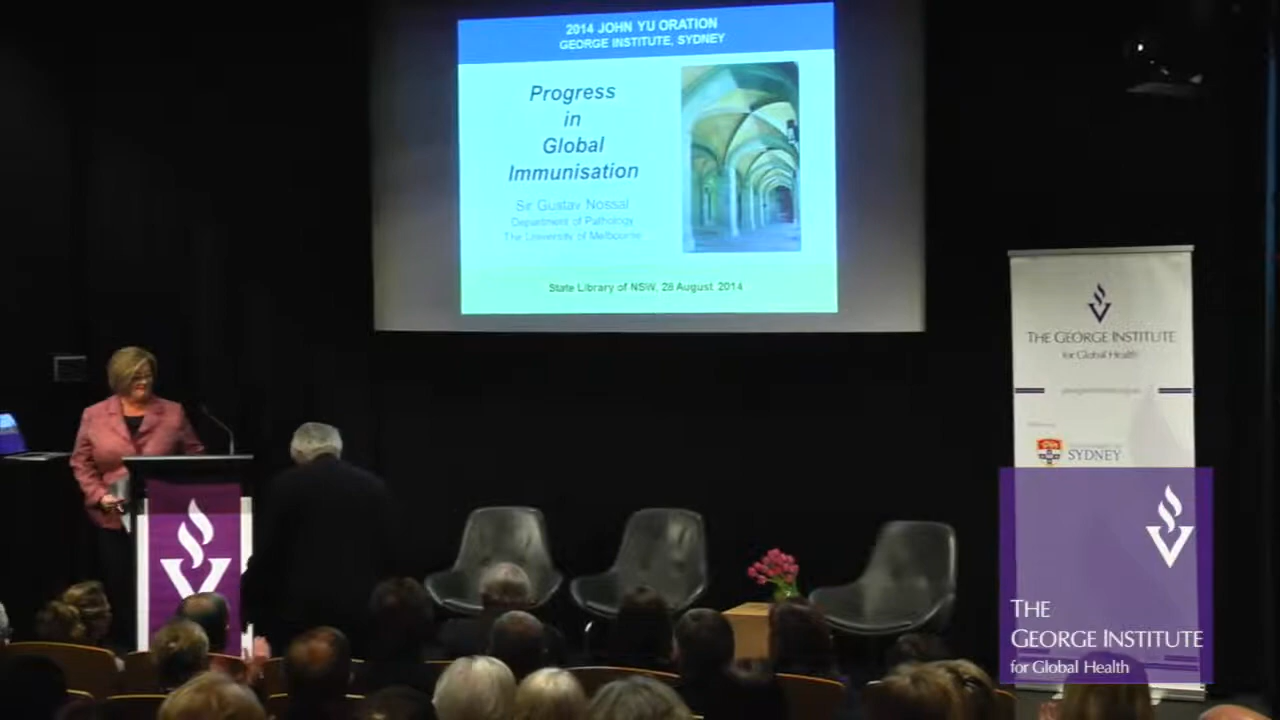 2014 JOHN YU ORATION
GEORGE INSTITUTE, SYDNEY
Progress
in
Global
Immunisation
Sir Gustav Nossal
Department of Pathology
The University of Melbourne
State Library of NSW, 28 August 2014
THE GEORGE INSTITUTE
for Global Health
SYDNEY
THE
GEORGE INSTITUTE
for Global Health